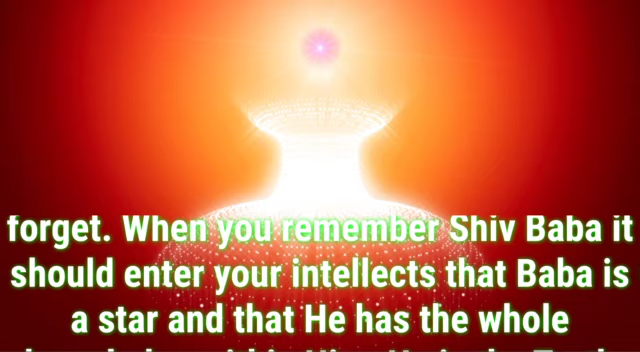 forget. When you remember Shiv Baba it
should enter your intellects that Baba is
a star and that He has the whole